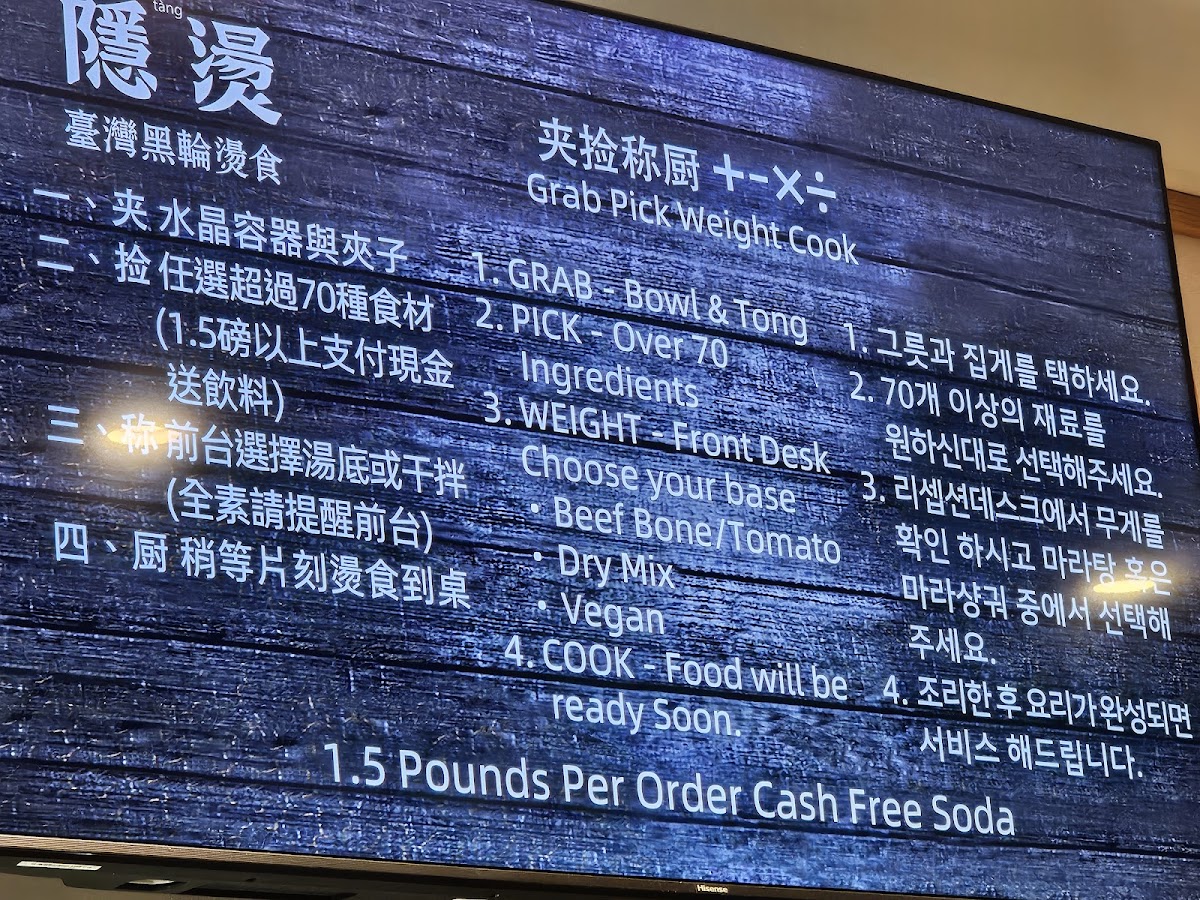 tàng
隱燙
臺灣黑輪燙食
夹捡称厨 +-×÷
Grab Pick Weight Cook
一、夹 水晶容器與夾子
二、捡 任選超過70種食材
(1.5磅以上支付現金
送飲料)
三、称 前台選擇湯底或干拌
(全素請提醒前台)
四、厨 稍等片刻燙食到桌
1. GRAB - Bowl & Tong
2. PICK - Over 70
Ingredients
3. WEIGHT - Front Desk
Choose your base
• Beef Bone/Tomato
• Dry Mix
• Vegan
4. COOK - Food will be
ready Soon.
1. 그릇과 집게를 택하세요.
2. 70개 이상의 재료를
원하신대로 선택해주세요.
3. 리셉션데스크에서 무게를
확인 하시고 마라탕 혹은
마라샹궈 중에서 선택해
주세요.
4. 조리한 후 요리가 완성되면
서비스 해드립니다.
1.5 Pounds Per Order Cash Free Soda
Hisense